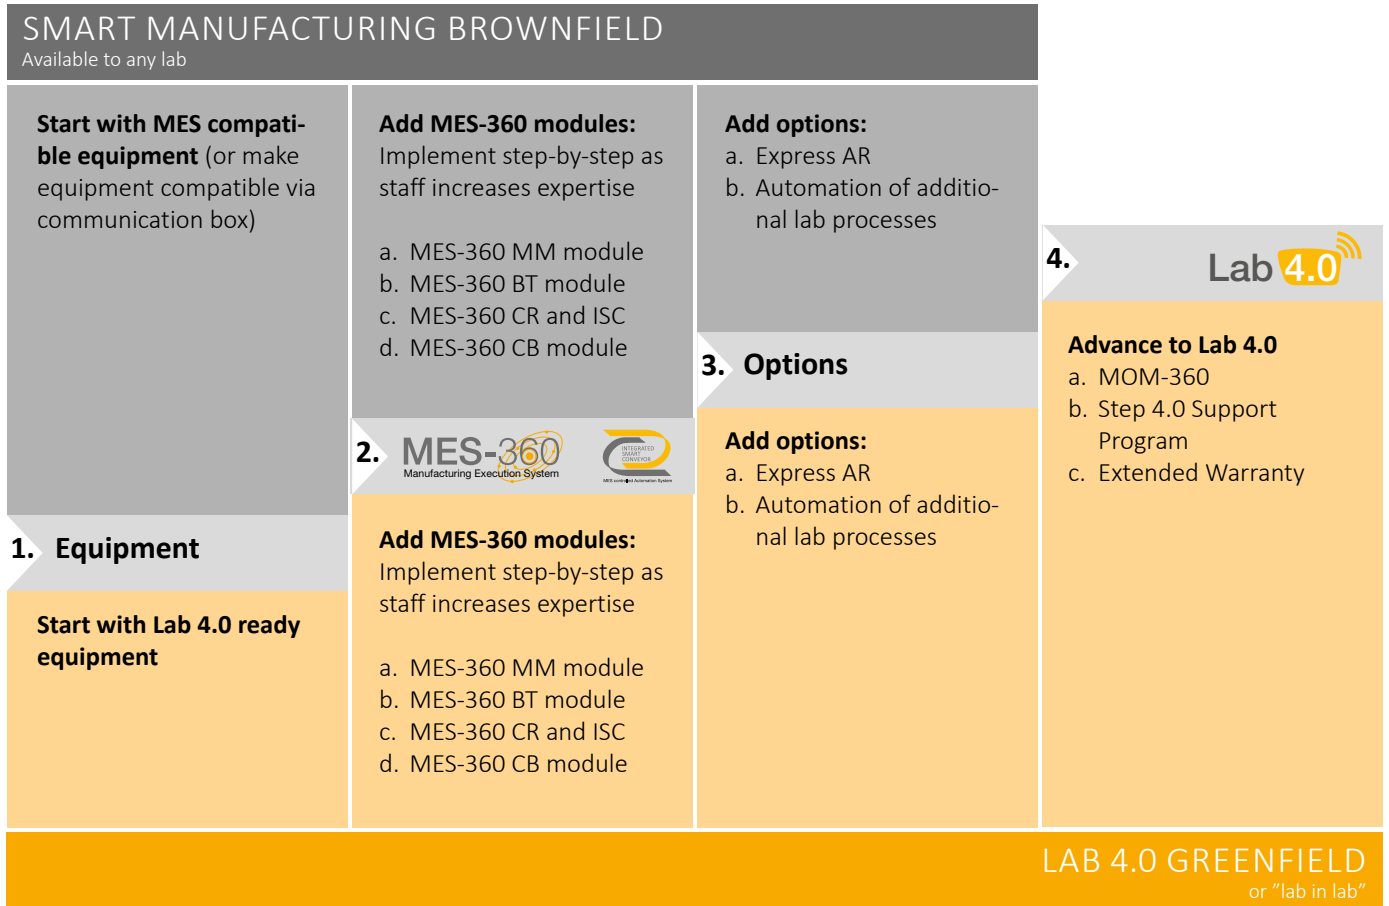 SMART MANUFACTURING BROWNFIELD
Available to any lab
Start with MES compati-
ble equipment (or make
equipment compatible via
communication box)
Add MES-360 modules:
Implement step-by-step as
staff increases expertise
a. MES-360 MM module
b. MES-360 BT module
c. MES-360 CR and ISC
d. MES-360 CB module
Add options:
a. Express AR
b. Automation of additio-
nal lab processes
1. Equipment
2. MES-360
Manufacturing Execution System
INTEGRATED
SMART
CONVEYOR
MES controlled Automation System
3. Options
4. Lab 4.0
Start with Lab 4.0 ready
equipment
Add MES-360 modules:
Implement step-by-step as
staff increases expertise
a. MES-360 MM module
b. MES-360 BT module
c. MES-360 CR and ISC
d. MES-360 CB module
Add options:
a. Express AR
b. Automation of additio-
nal lab processes
Advance to Lab 4.0
a. MOM-360
b. Step 4.0 Support
Program
c. Extended Warranty
LAB 4.0 GREENFIELD
or ”lab in lab”